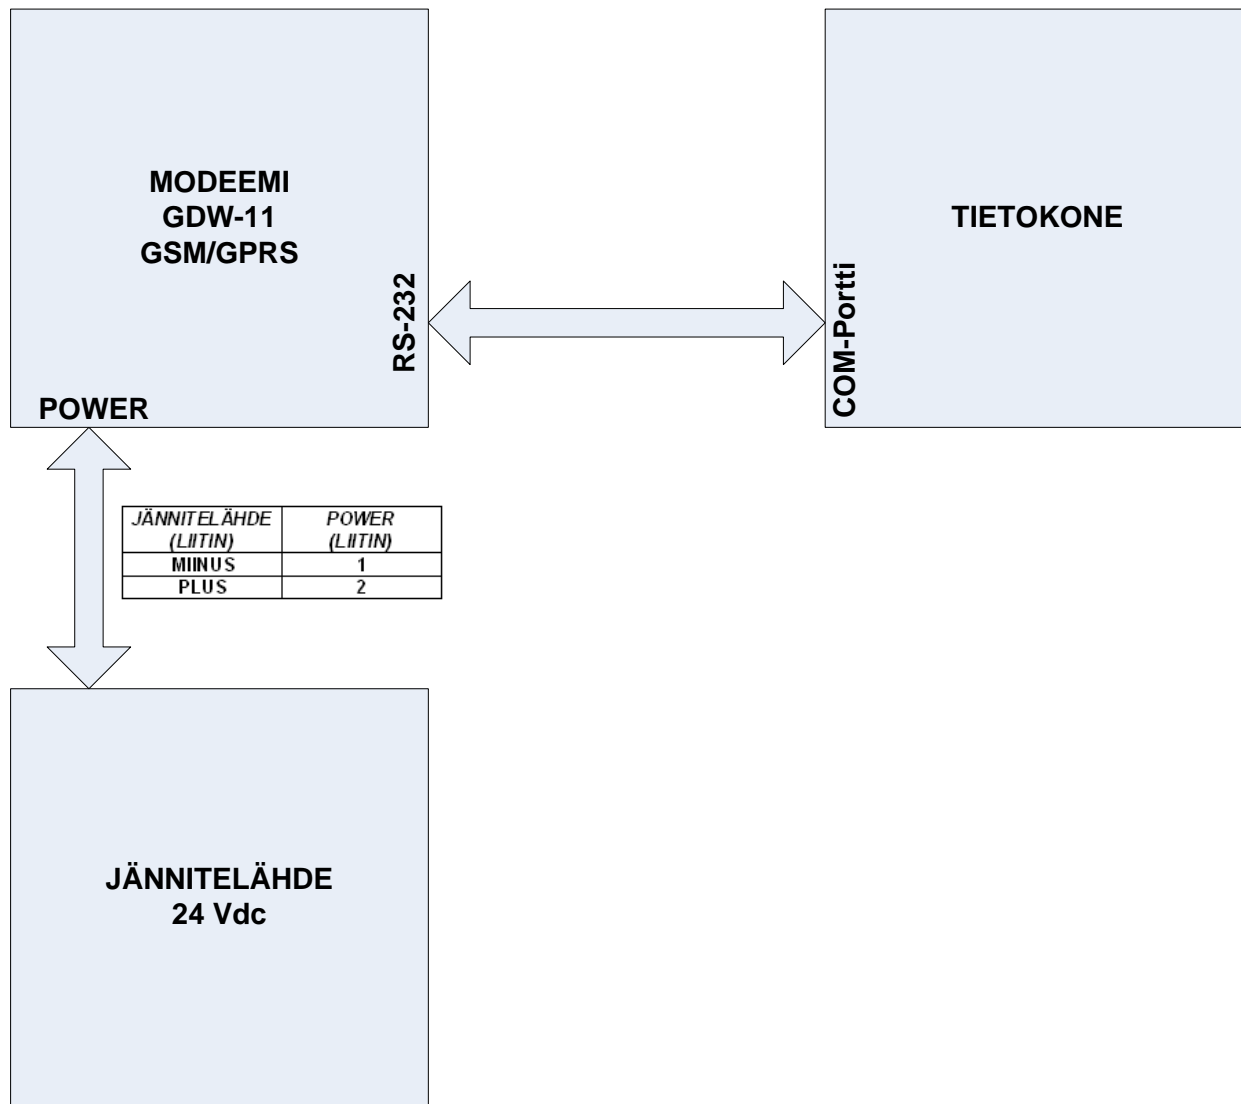 MODEEMI
GDW-11
GSM/GPRS
RS-232
POWER
TIETOKONE
COM-Portti
JÄNNITELÄHDE POWER
(LIITIN) (LIITIN)
MIINUS 1
PLUS 2
JÄNNITELÄHDE
24 Vdc